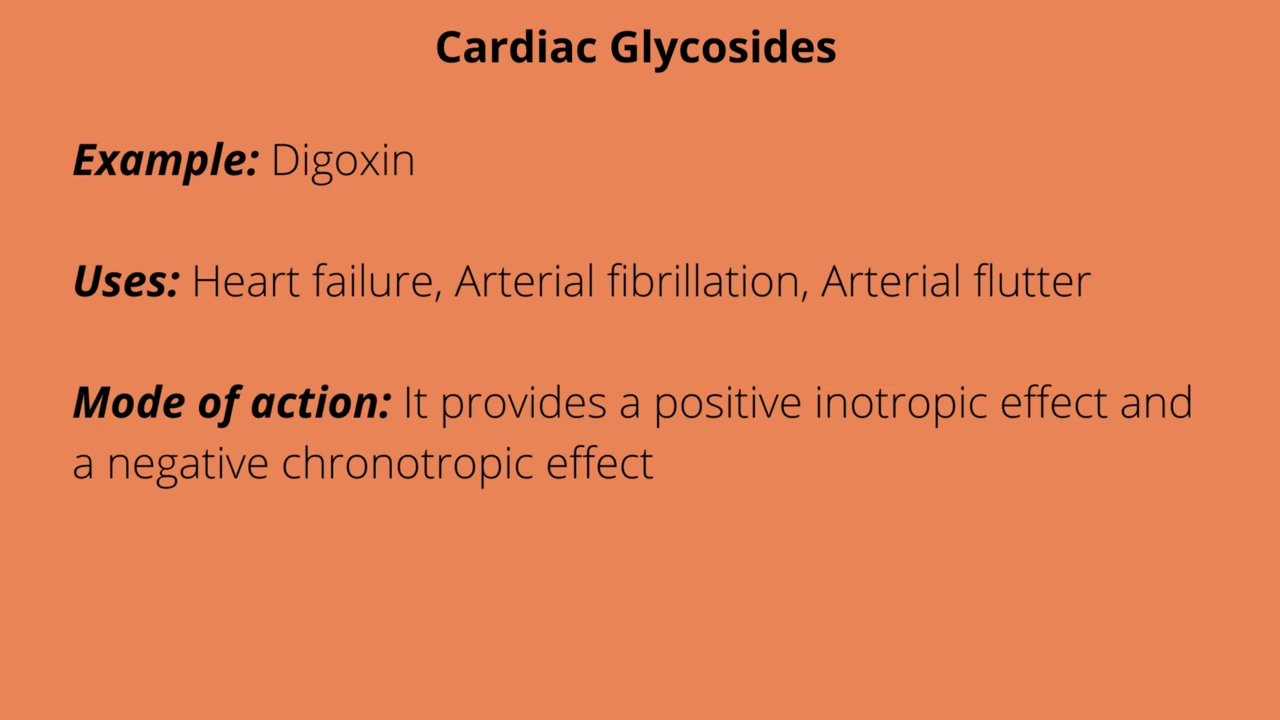 Cardiac Glycosides
Example: Digoxin
Uses: Heart failure, Arterial fibrillation, Arterial flutter
Mode of action: It provides a positive inotropic effect and
a negative chronotropic effect